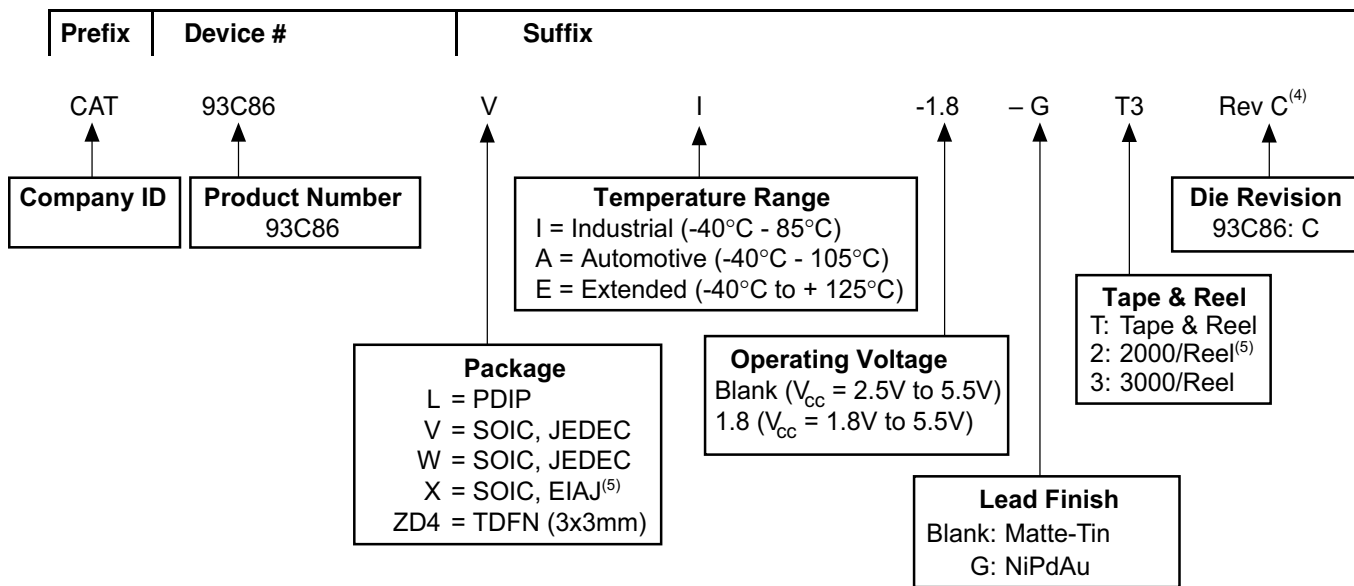 Prefix Device # Suffix
CAT 93C86 V I -1.8 – G T3 Rev C(4)
Company ID
Product Number
93C86
Temperature Range
I = Industrial (-40°C - 85°C)
A = Automotive (-40°C - 105°C)
E = Extended (-40°C to + 125°C)
Die Revision
93C86: C
Package
L = PDIP
V = SOIC, JEDEC
W = SOIC, JEDEC
X = SOIC, EIAJ(5)
ZD4 = TDFN (3x3mm)
Operating Voltage
Blank (Vcc = 2.5V to 5.5V)
1.8 (Vcc = 1.8V to 5.5V)
Tape & Reel
T: Tape & Reel
2: 2000/Reel(5)
3: 3000/Reel
Lead Finish
Blank: Matte-Tin
G: NiPdAu